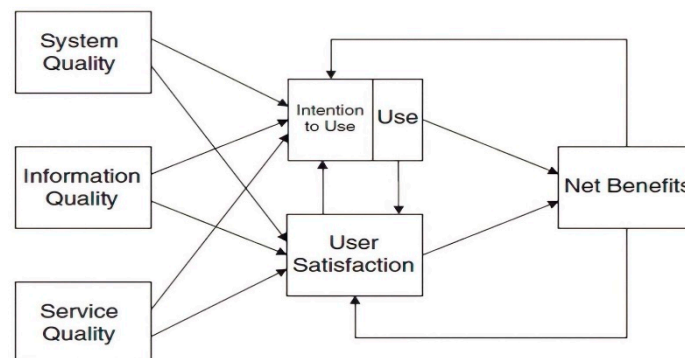 System
Quality
Intention
to Use
Use
Information
Quality
Net Benefits
User
Satisfaction
Service
Quality